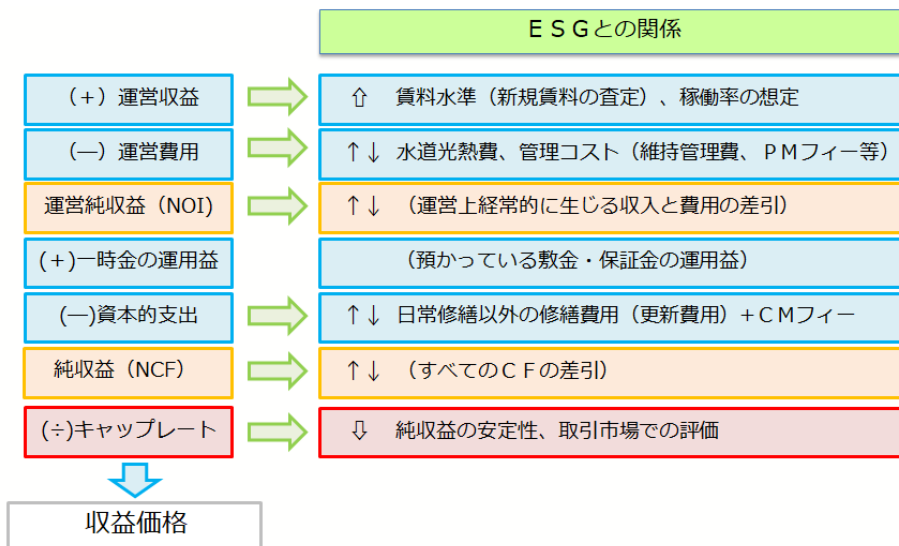 ＥＳＧとの関係
(＋) 運営収益
⇧ 賃料水準（新規賃料の査定）、稼働率の想定
(―) 運営費用
↑↓ 水道光熱費、管理コスト（維持管理費、ＰＭフィー等）
運営純収益（NOI)
↑↓ （運営上経常的に生じる収入と費用の差引）
(＋)一時金の運用益
（預かっている敷金・保証金の運用益）
(―)資本的支出
↑↓ 日常修繕以外の修繕費用（更新費用）＋ＣＭフィー
純収益（NCF）
↑↓ （すべてのＣＦの差引）
(÷)キャップレート
⇩ 純収益の安定性、取引市場での評価
収益価格